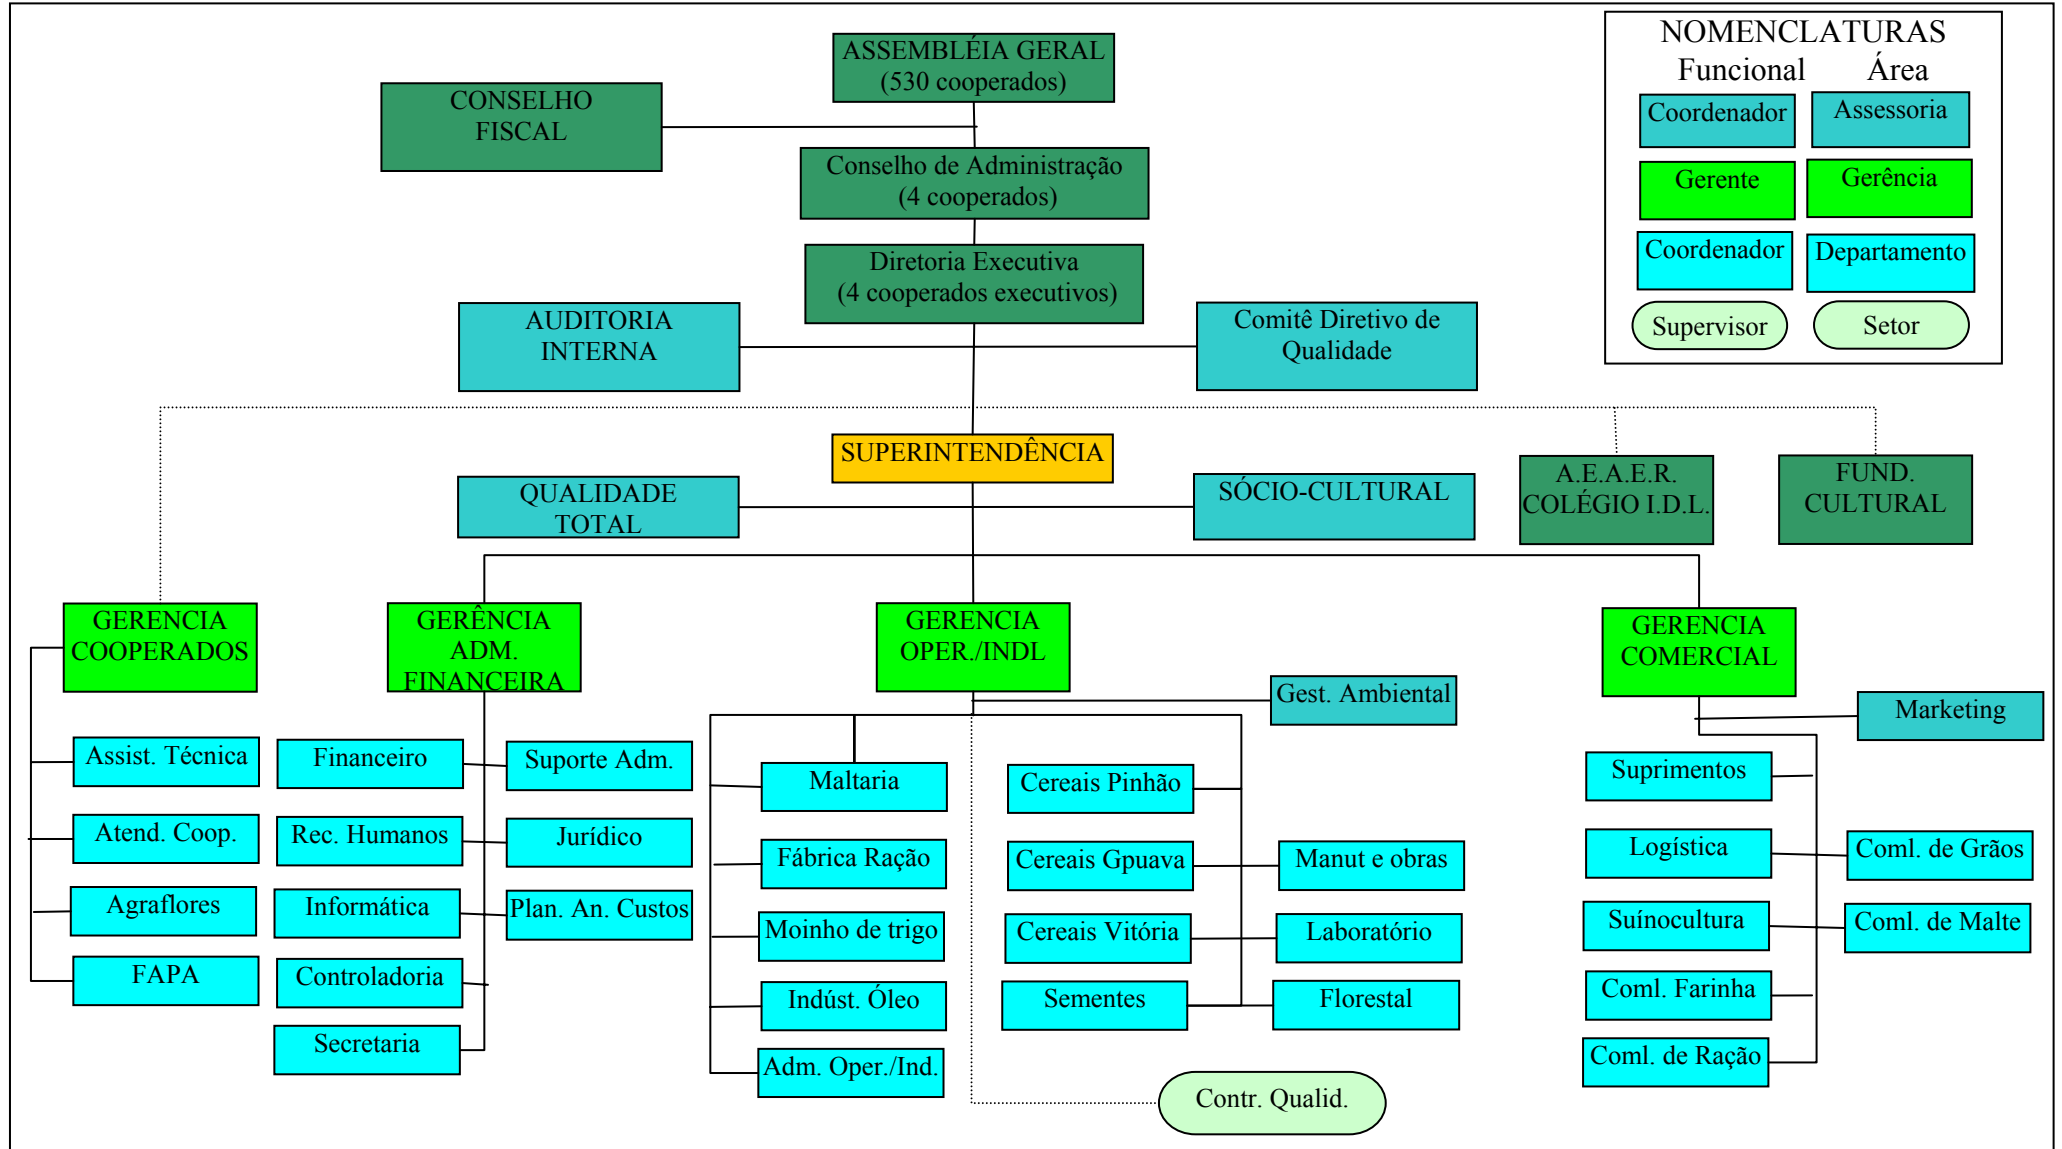 ASSEMBLÉIA GERAL
(530 cooperados)
CONSELHO
FISCAL
Conselho de Administração
(4 cooperados)
Diretoria Executiva
(4 cooperados executivos)
AUDITORIA
INTERNA
Comitê Diretivo de
Qualidade
NOMENCLATURAS
Funcional Área
Coordenador Assessoria
Gerente Gerência
Coordenador Departamento
Supervisor Setor
SUPERINTENDÊNCIA
QUALIDADE
TOTAL
SÓCIO-CULTURAL
A.E.A.E.R.
COLÉGIO I.D.L.
FUND.
CULTURAL
GERENCIA
COOPERADOS
GERÊNCIA
ADM.
FINANCEIRA
GERENCIA
OPER./INDL
GERENCIA
COMERCIAL
Assist. Técnica
Atend. Coop.
Agraflores
FAPA
Financeiro
Suporte Adm.
Rec. Humanos
Jurídico
Informática
Plan. An. Custos
Controladoria
Secretaria
Gest. Ambiental
Maltaria
Fábrica Ração
Moinho de trigo
Indúst. Óleo
Adm. Oper./Ind.
Cereais Pinhão
Cereais Gpuava
Manut e obras
Cereais Vitória
Laboratório
Sementes
Florestal
Contr. Qualid.
Marketing
Suprimentos
Logística
Coml. de Grãos
Suínocultura
Coml. de Malte
Coml. Farinha
Coml. de Ração